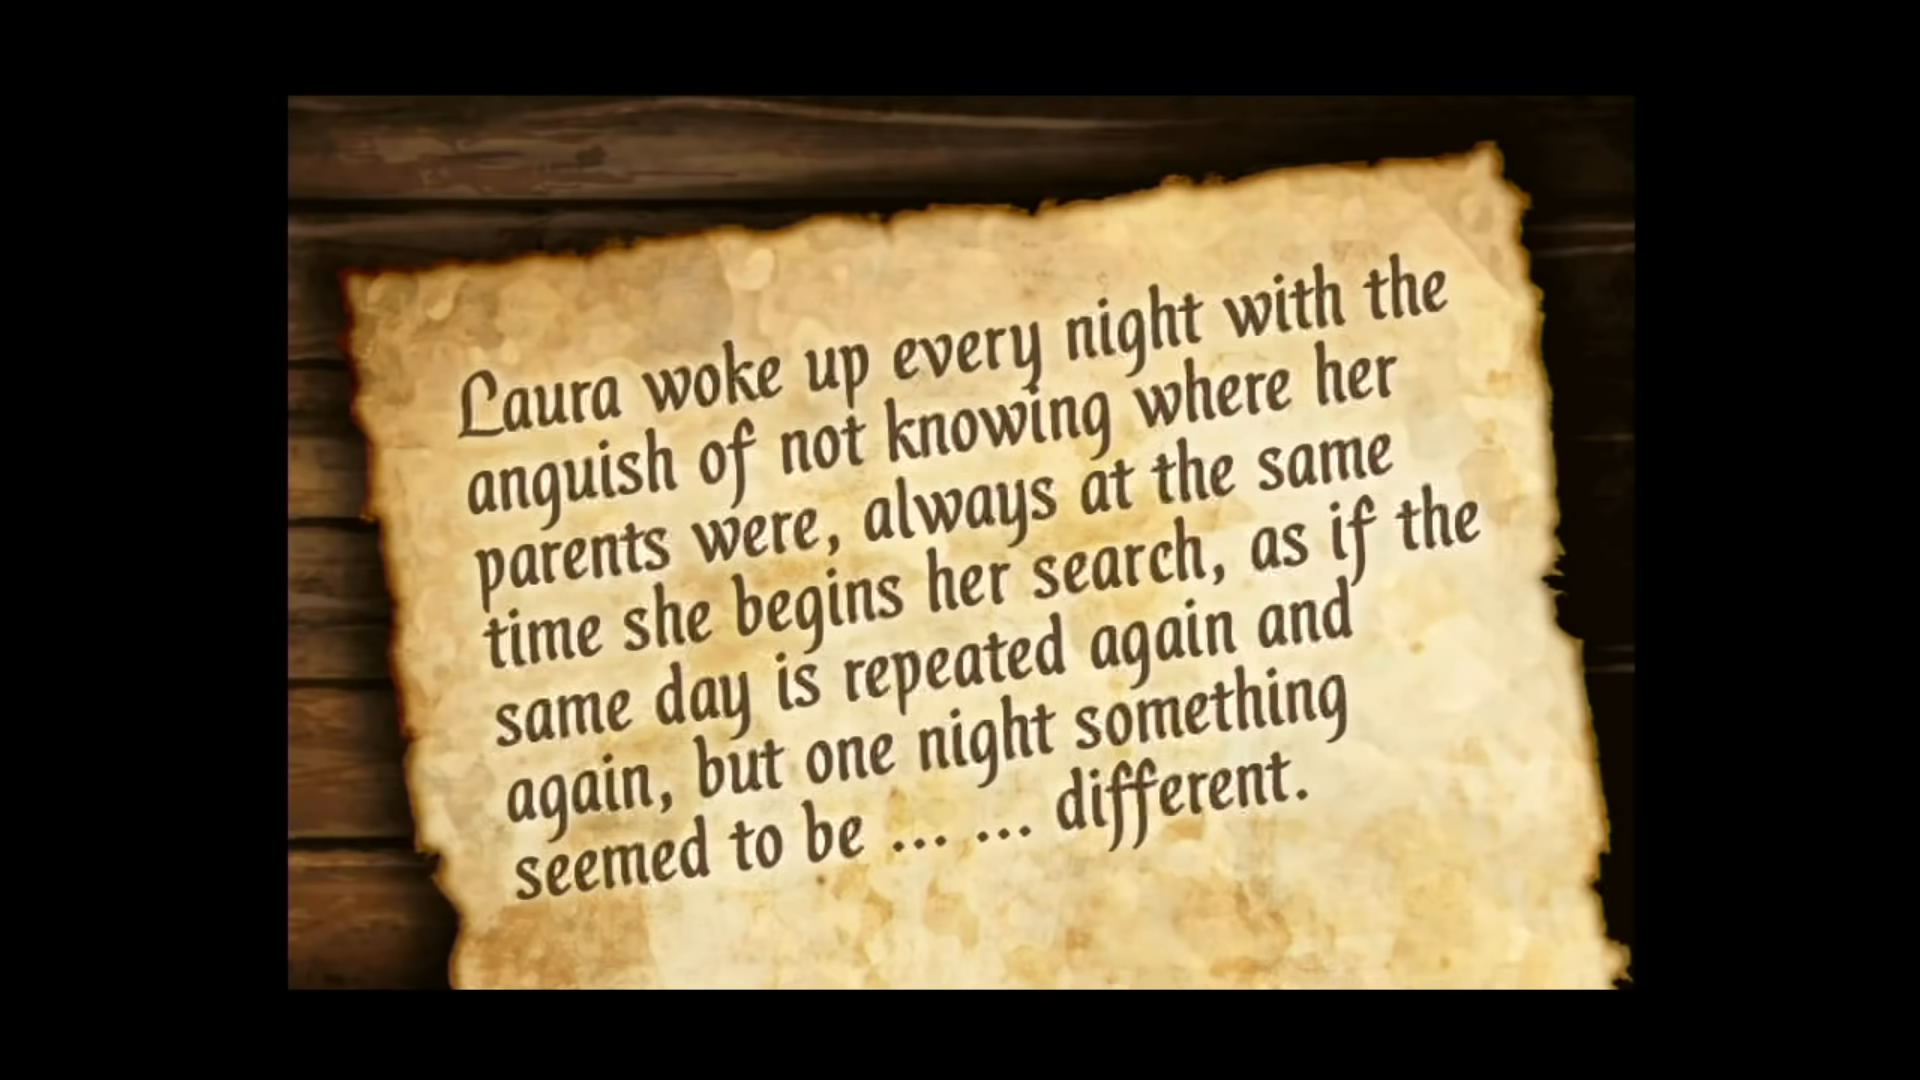 Laura woke up every night with the
anguish of not knowing where her
parents were, always at the same
time she begins her search, as if the
same day is repeated again and
again, but one night something
seemed to be ... ... different.